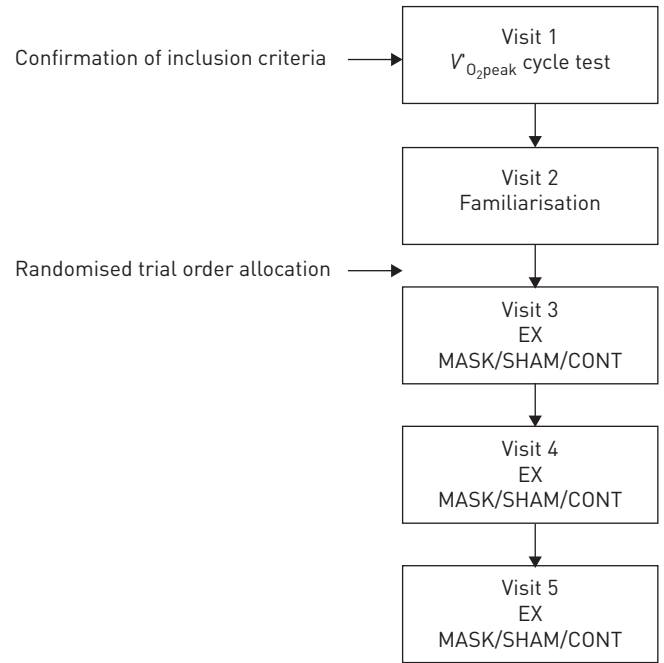 Visit 1
Confirmation of inclusion criteria
V̇O₂peak cycle test
Visit 2
Familiarisation
Randomised trial order allocation
Visit 3
EX
MASK/SHAM/CONT
Visit 4
EX
MASK/SHAM/CONT
Visit 5
EX
MASK/SHAM/CONT